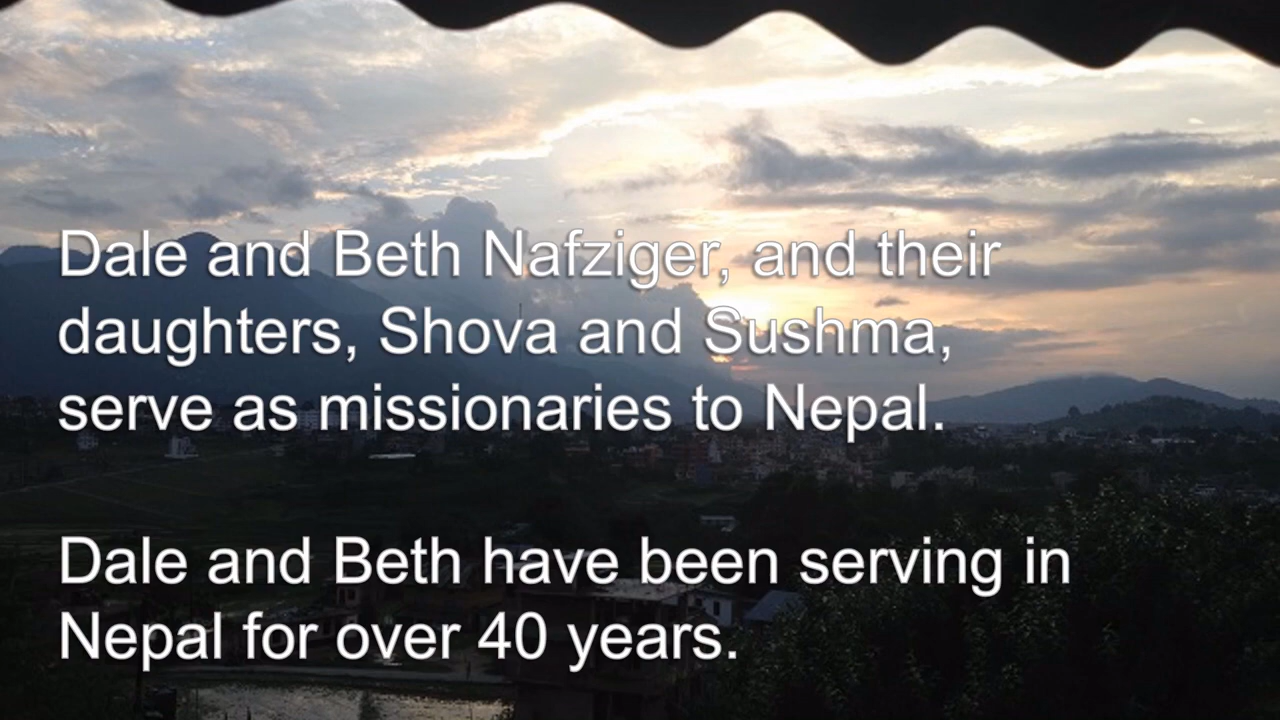 Dale and Beth Nafziger, and their
daughters, Shova and Sushma,
serve as missionaries to Nepal.
Dale and Beth have been serving in
Nepal for over 40 years.